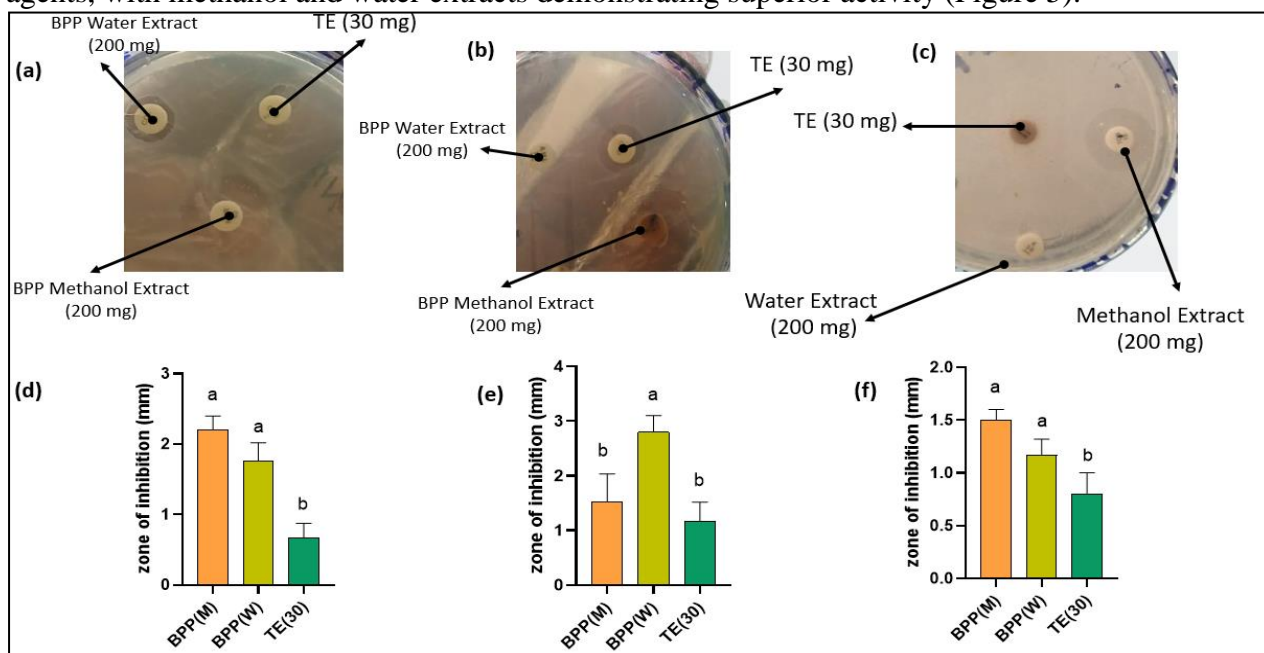 agents, with methanol and water extracts demonstrating superior activity (Figure 3).
BPP Water Extract
(200 mg)
TE (30 mg)
(a)
(b)
TE (30 mg)
BPP Water Extract
(200 mg)
(c)
TE (30 mg)
BPP Methanol Extract
(200 mg)
BPP Methanol Extract
(200 mg)
Water Extract
(200 mg)
Methanol Extract
(200 mg)
(d)
zone of inhibition (mm)
3
2
1
0
a
a
b
BPP(M)
BPP(W)
TE(30)
(e)
zone of inhibition (mm)
4
3
2
1
0
b
a
b
BPP(M)
BPP(W)
TE(30)
(f)
zone of inhibition (mm)
2.0
1.5
1.0
0.5
0.0
a
a
b
BPP(M)
BPP(W)
TE(30)